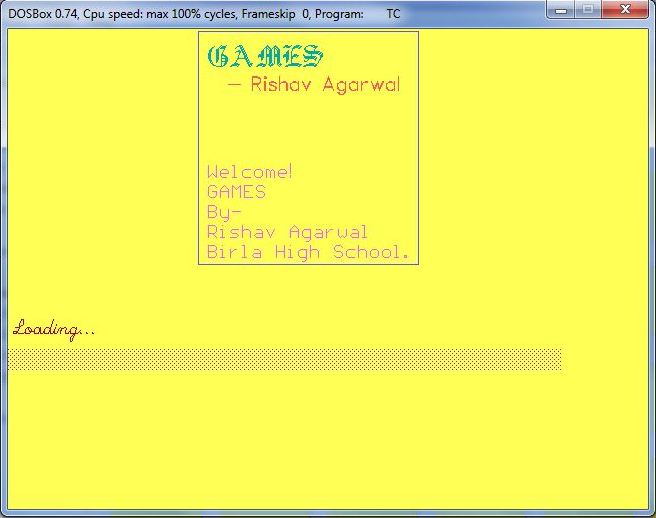 DOSBox 0.74, Cpu speed: max 100% cycles, Frameskip 0, Program: TC
GAMES
- Rishav Agarwal
Welcome!
GAMES
By-
Rishav Agarwal
Birla High School.
Loading...